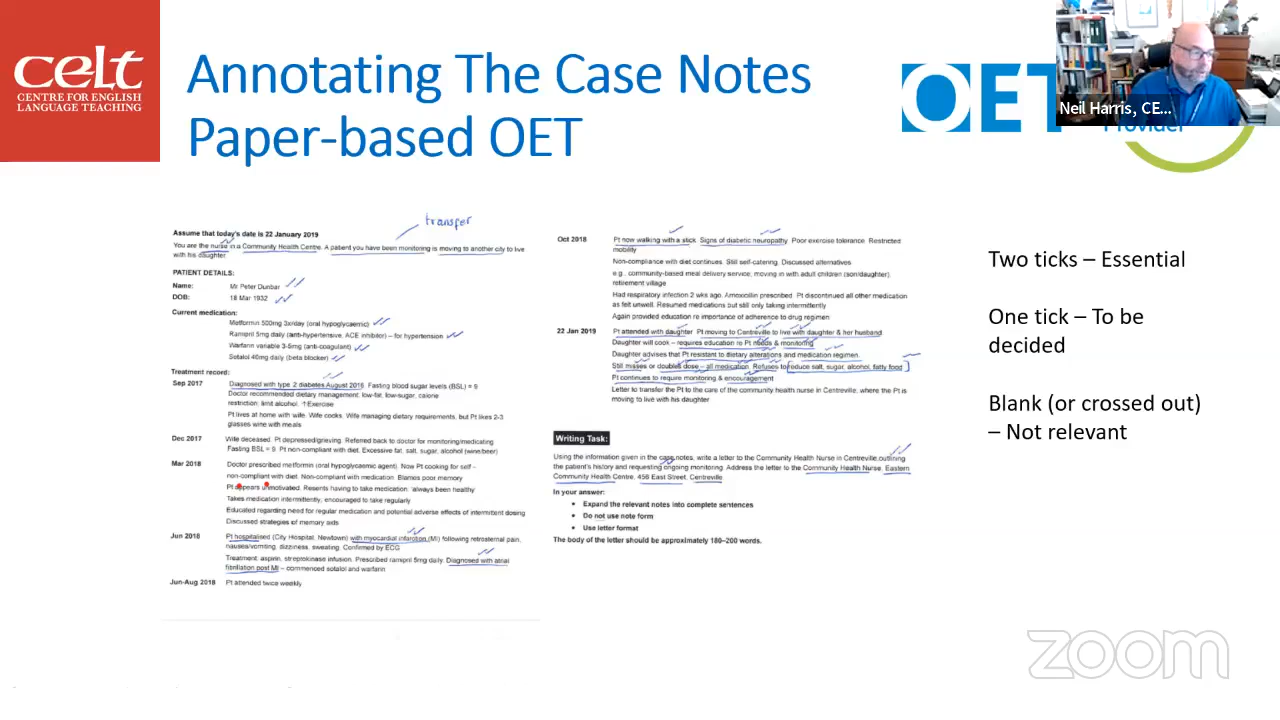 celt
CENTRE FOR ENGLISH
LANGUAGE TEACHING
Annotating The Case Notes
Paper-based OET
OET
Provider
Neil Harris, CE...
transfer
Assume that today's date is 22 January 2019
You are the nurse in a Community Health Centre. A patient you have been monitoring is moving to another city to live
with his daughter
PATIENT DETAILS:
Name: Mr Peter Dunbar
DOB: 18 Mar 1932
Current medication:
Metformin 500mg 3x/day (oral hypoglycaemic)
Ramipril 5mg daily (anti-hypertensive, ACE inhibitor) – for hypertension
Warfarin variable 3-5mg (anti-coagulant)
Sotalol 40mg daily (beta blocker)
Treatment record:
Sep 2017 Diagnosed with type 2 diabetes August 2016 Fasting blood sugar levels (BSL) = 9
Doctor recommended dietary management: low-fat, low-sugar, calorie
restriction; limit alcohol. ↑Exercise
Pt lives at home with wife. Wife cooks. Wife managing dietary requirements, but Pt likes 2-3
glasses wine with meals
Dec 2017 Wife deceased. Pt depressed/grieving. Referred back to doctor for monitoring/medicating
Fasting BSL = 9. Pt non-compliant with diet. Excessive fat, salt, sugar, alcohol (wine/beer)
Mar 2018 Doctor prescribed metformin (oral hypoglycaemic agent). Now Pt cooking for self –
non-compliant with diet. Non-compliant with medication. Blames poor memory
Pt appears unmotivated. Resents having to take medication. 'always been healthy
Takes medication intermittently, encouraged to take regularly
Educated regarding need for regular medication and potential adverse effects of intermittent dosing
Discussed strategies of memory aids
Jun 2018 Pt hospitalised (City Hospital, Newtown) with myocardial infarction (MI) following retrosternal pain,
nausea/vomiting, dizziness, sweating. Confirmed by ECG
Treatment: aspirin, streptokinase infusion. Prescribed ramipril 5mg daily. Diagnosed with atrial
fibrillation post MI – commenced sotalol and warfarin
Jun-Aug 2018 Pt attended twice weekly
Oct 2018 Pt now walking with a stick. Signs of diabetic neuropathy Poor exercise tolerance Restricted
mobility
Non-compliance with diet continues. Still self-catering. Discussed alternatives
e.g., community-based meal delivery service; moving in with adult children (son/daughter)
retirement village
Had respiratory infection 2 wks ago. Amoxicillin prescribed Pt discontinued all other medication
as felt unwell. Resumed medications but still only taking intermittently
Again provided education re importance of adherence to drug regimen
22 Jan 2019 Pt attended with daughter Pt moving to Centreville to live with daughter & her husband
Daughter will cook – requires education re Pt needs & monitoring
Daughter advises that Pt resistant to dietary alterations and medication regimen.
Still misses or doubles dose – all medication. Refuses to reduce salt, sugar, alcohol, fatty food
Pt continues to require monitoring & encouragement
Letter to transfer the Pt to the care of the community health nurse in Centreville, where the Pt is
moving to live with his daughter
Writing Task:
Using the information given in the case notes, write a letter to the Community Health Nurse in Centreville, outlining
the patient's history and requesting ongoing monitoring. Address the letter to the Community Health Nurse, Eastern
Community Health Centre, 456 East Street, Centreville
In your answer:
• Expand the relevant notes into complete sentences
• Do not use note form
• Use letter format
The body of the letter should be approximately 180–200 words.
Two ticks – Essential
One tick – To be
decided
Blank (or crossed out)
– Not relevant
zoom